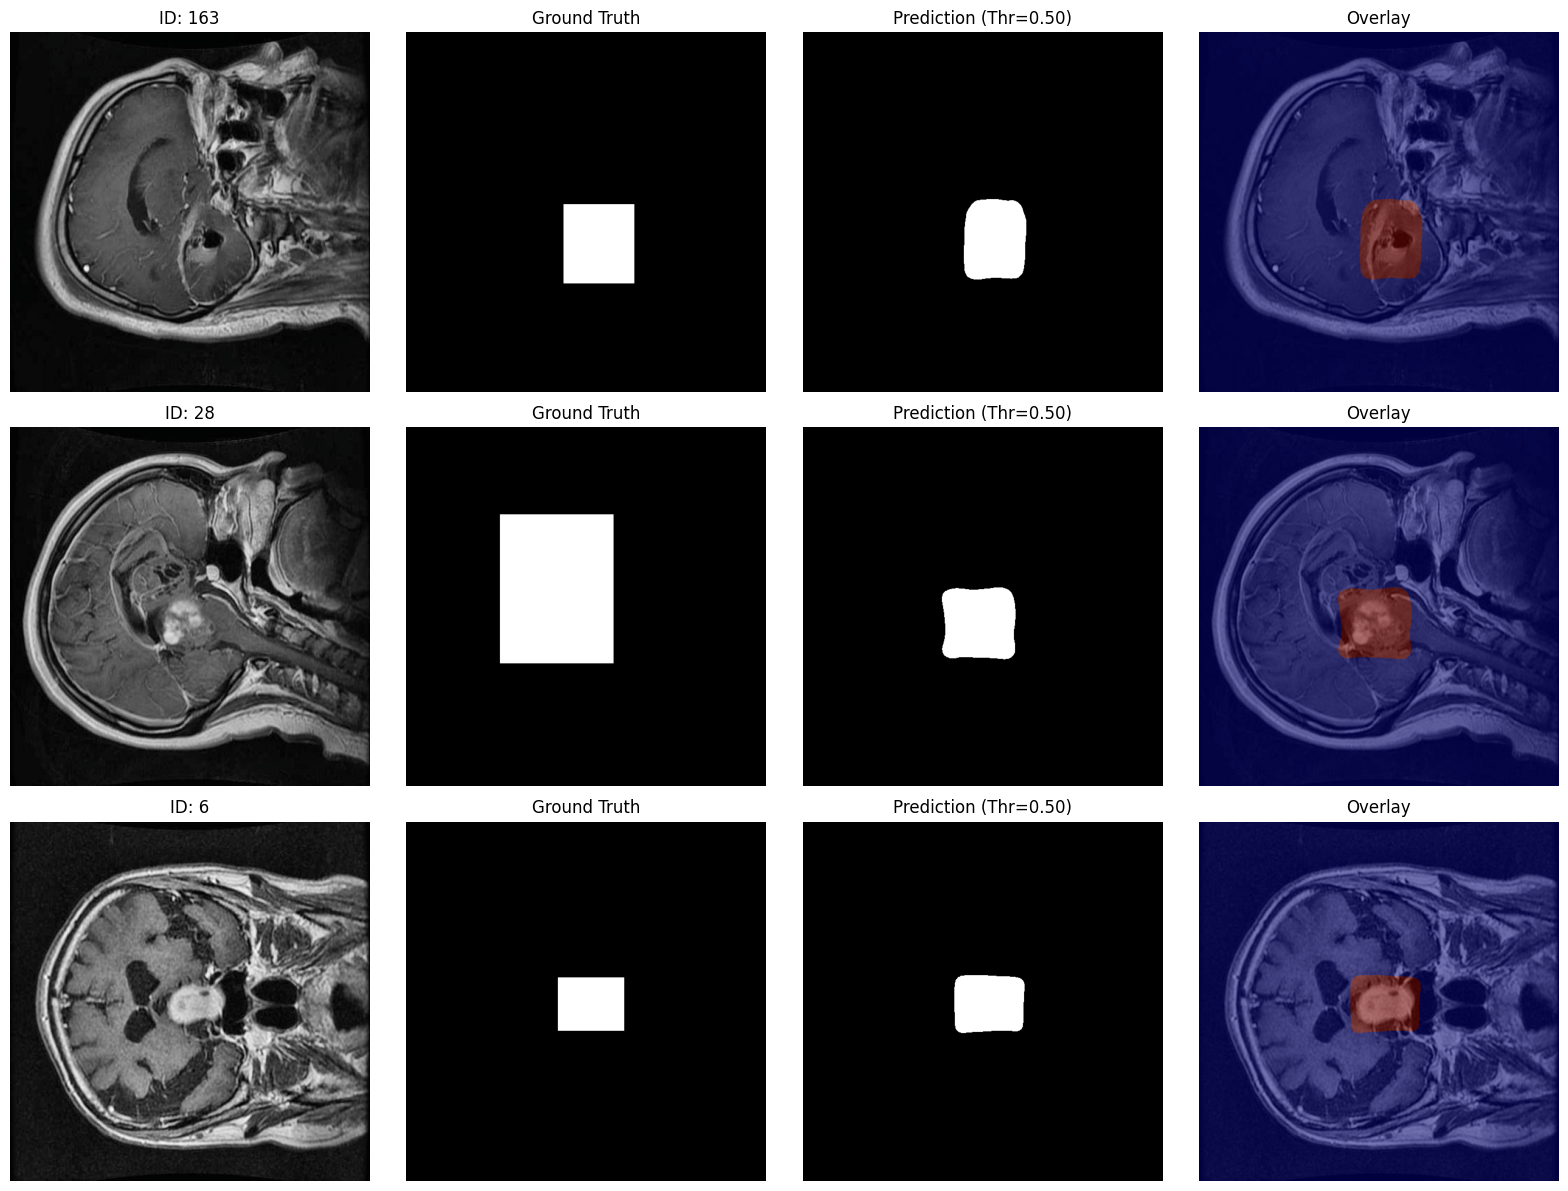 ID: 163
Ground Truth
Prediction (Thr=0.50)
Overlay
ID: 28
Ground Truth
Prediction (Thr=0.50)
Overlay
ID: 6
Ground Truth
Prediction (Thr=0.50)
Overlay